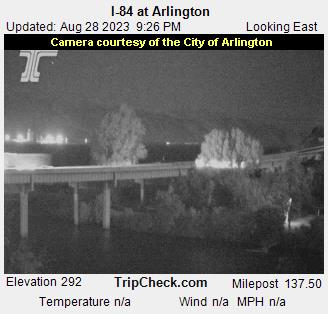 I-84 at Arlington
Updated: Aug 28 2023 9:26 PM Looking East
Camera courtesy of the City of Arlington
Elevation 292 TripCheck.com Milepost 137.50
Temperature n/a Wind n/a MPH n/a